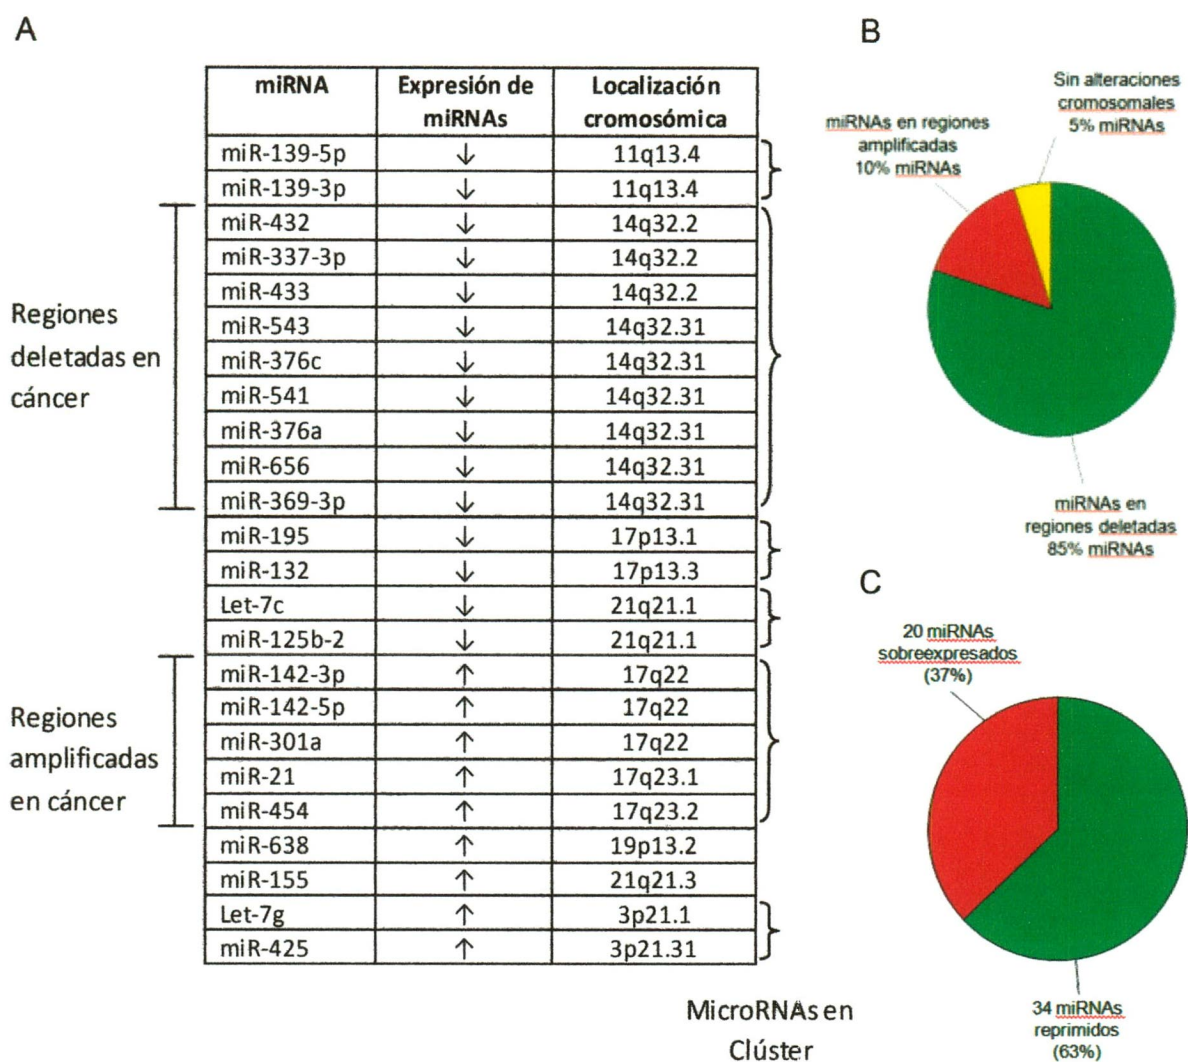 A
miRNA Expresión de miRNAs Localización cromosómica
miR-139-5p ↓ 11q13.4
miR-139-3p ↓ 11q13.4
miR-432 ↓ 14q32.2
miR-337-3p ↓ 14q32.2
miR-433 ↓ 14q32.2
miR-543 ↓ 14q32.31
miR-376c ↓ 14q32.31
miR-541 ↓ 14q32.31
miR-376a ↓ 14q32.31
miR-656 ↓ 14q32.31
miR-369-3p ↓ 14q32.31
miR-195 ↓ 17p13.1
miR-132 ↓ 17p13.3
Let-7c ↓ 21q21.1
miR-125b-2 ↓ 21q21.1
miR-142-3p ↑ 17q22
miR-142-5p ↑ 17q22
miR-301a ↑ 17q22
miR-21 ↑ 17q23.1
miR-454 ↑ 17q23.2
miR-638 ↑ 19p13.2
miR-155 ↑ 21q21.3
Let-7g ↑ 3p21.1
miR-425 ↑ 3p21.31
Regiones
deletadas en
cáncer
Regiones
amplificadas
en cáncer
MicroRNAs en
Clúster
B
Sin alteraciones
cromosomales
5% miRNAs
miRNAs en regiones
amplificadas
10% miRNAs
miRNAs en
regiones deletadas
85% miRNAs
C
20 miRNAs
sobreexpresados
(37%)
34 miRNAs
reprimidos
(63%)